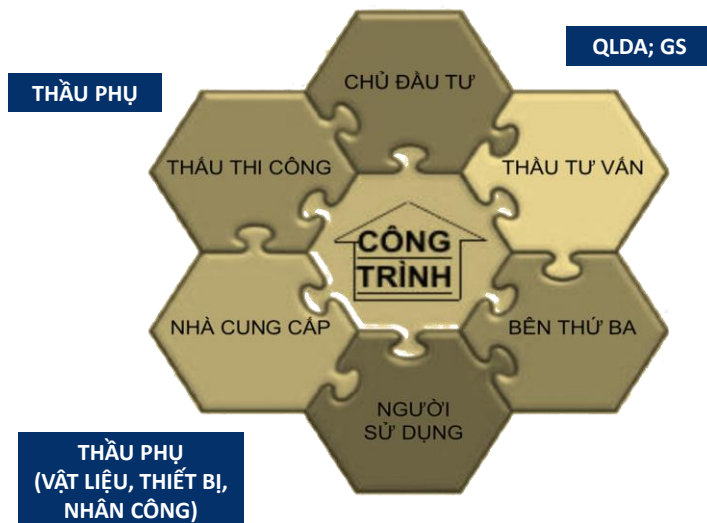 QLDA; GS
CHỦ ĐẦU TƯ
THẦU PHỤ
THẦU THI CÔNG
THẦU TƯ VẤN
CÔNG
TRÌNH
NHÀ CUNG CẤP
BÊN THỨ BA
NGƯỜI
SỬ DỤNG
THẦU PHỤ
(VẬT LIỆU, THIẾT BỊ,
NHÂN CÔNG)